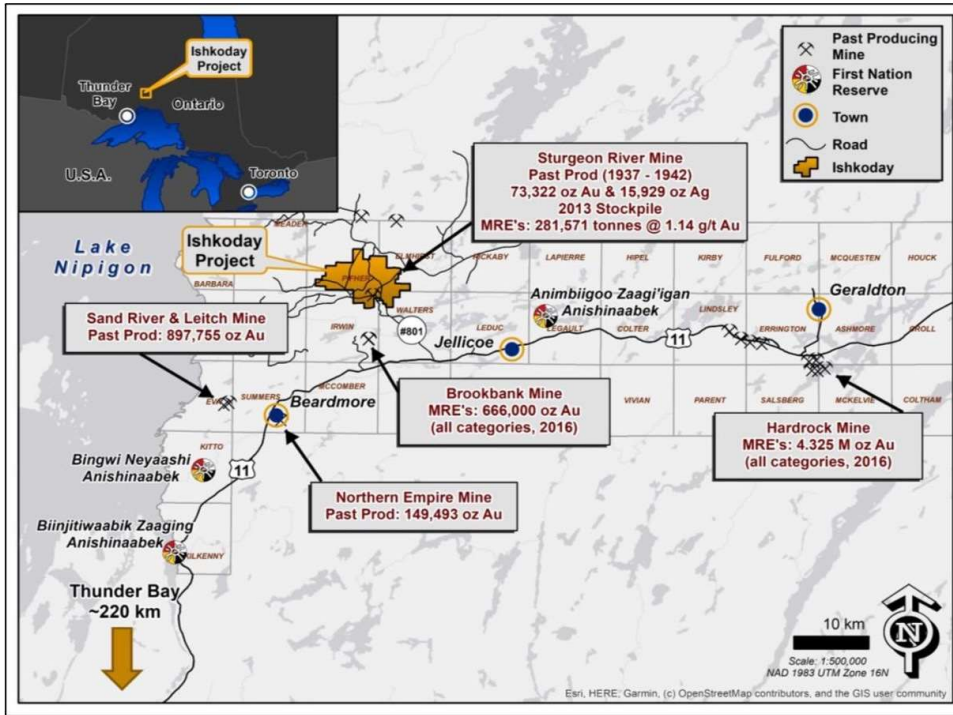 Ishkoday
Project
Thunder
Bay
Ontario
U.S.A.
Toronto
Past Producing
Mine
First Nation
Reserve
Town
Road
Ishkoday
Sturgeon River Mine
Past Prod (1937 - 1942)
73,322 oz Au & 15,929 oz Ag
2013 Stockpile
MRE's: 281,571 tonnes @ 1.14 g/t Au
Lake
Nipigon
Ishkoday
Project
MEADER
ELMHIRST
RICKABY
LAPIERRE
HIPEL
KIRBY
FULFORD
MCQUESTEN
HOUCK
BARBARA
PIFHER
Sand River & Leitch Mine
Past Prod: 897,755 oz Au
IRWIN
WALTERS
#801
LEDUC
Jellicoe
Animbiigoo Zaagi'igan
Anishinaabek
LEGAULT
COLTER
LINDSLEY
11
ERRINGTON
Geraldton
ASHMORE
CROLL
SUMMERS
MCCOMBER
Beardmore
Brookbank Mine
MRE's: 666,000 oz Au
(all categories, 2016)
VIVIAN
PARENT
SALSBERG
MCKELVIE
COLTHAM
Hardrock Mine
MRE's: 4.325 M oz Au
(all categories, 2016)
KITTO
Bingwi Neyaashi
Anishinaabek
11
Northern Empire Mine
Past Prod: 149,493 oz Au
Biinjitiwaabik Zaaging
Anishinaabek
Thunder Bay
~220 km
10 km
Scale: 1:500,000
NAD 1983 UTM Zone 16N
N
Esri, HERE, Garmin, (c) OpenStreetMap contributors, and the GIS user community